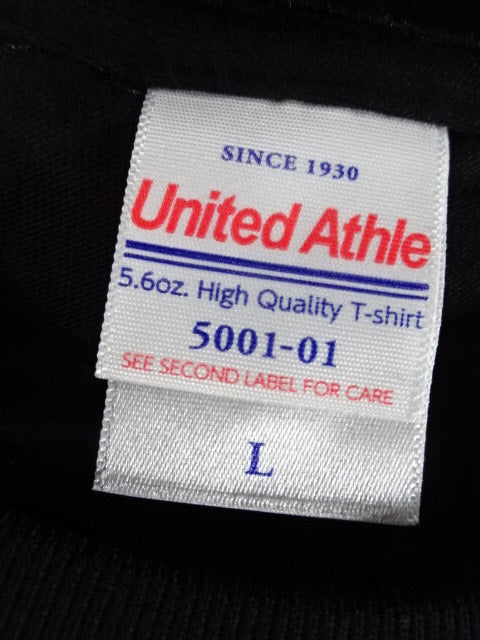 SINCE 1930
United Athle
5.6oz. High Quality T-shirt
5001-01
SEE SECOND LABEL FOR CARE
L